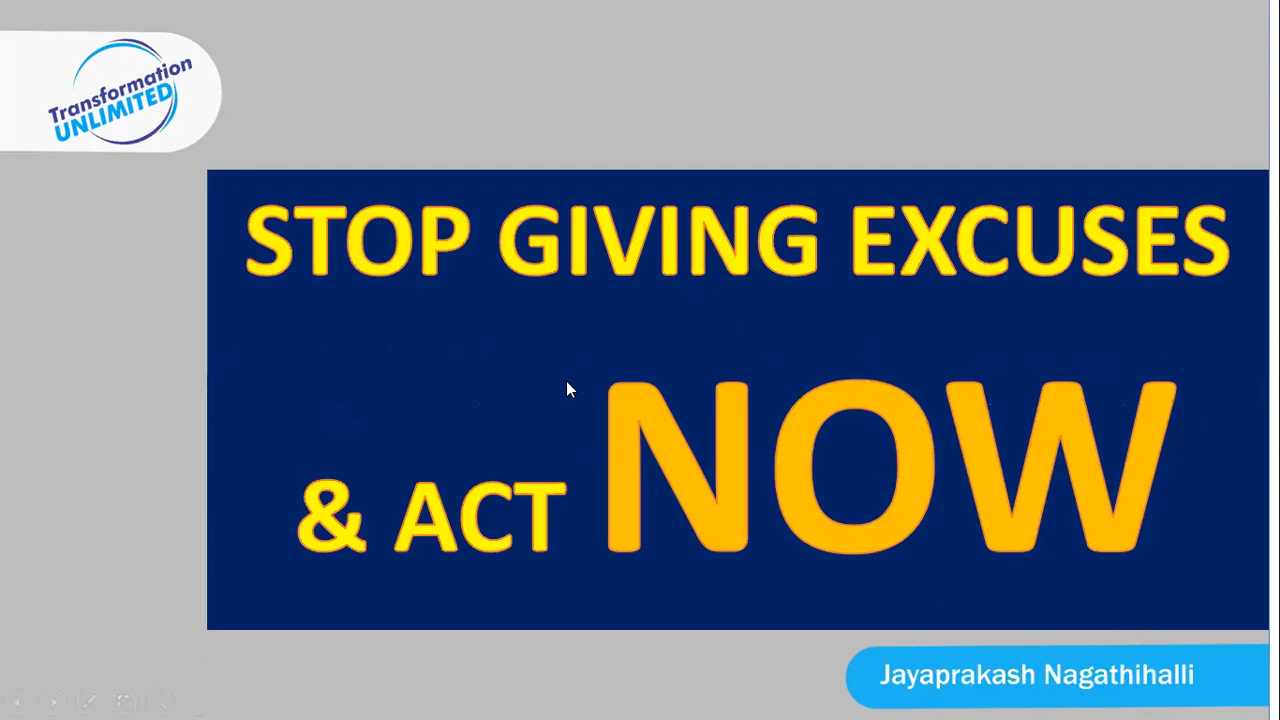 Transformation
UNLIMITED
STOP GIVING EXCUSES
& ACT NOW
Jayaprakash Nagathihalli